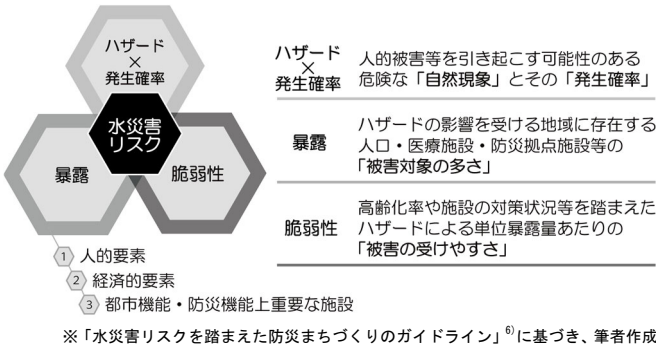 ハザード
×
発生確率
水災害
リスク
暴露
脆弱性
1 人的要素
2 経済的要素
3 都市機能・防災機能上重要な施設
ハザード
×
発生確率
人的被害等を引き起こす可能性のある
危険な「自然現象」とその「発生確率」
暴露
ハザードの影響を受ける地域に存在する
人口・医療施設・防災拠点施設等の
「被害対象の多さ」
脆弱性
高齢化率や施設の対策状況等を踏まえた
ハザードによる単位暴露量あたりの
「被害の受けやすさ」
※「水災害リスクを踏まえた防災まちづくりのガイドライン」6)に基づき、筆者作成